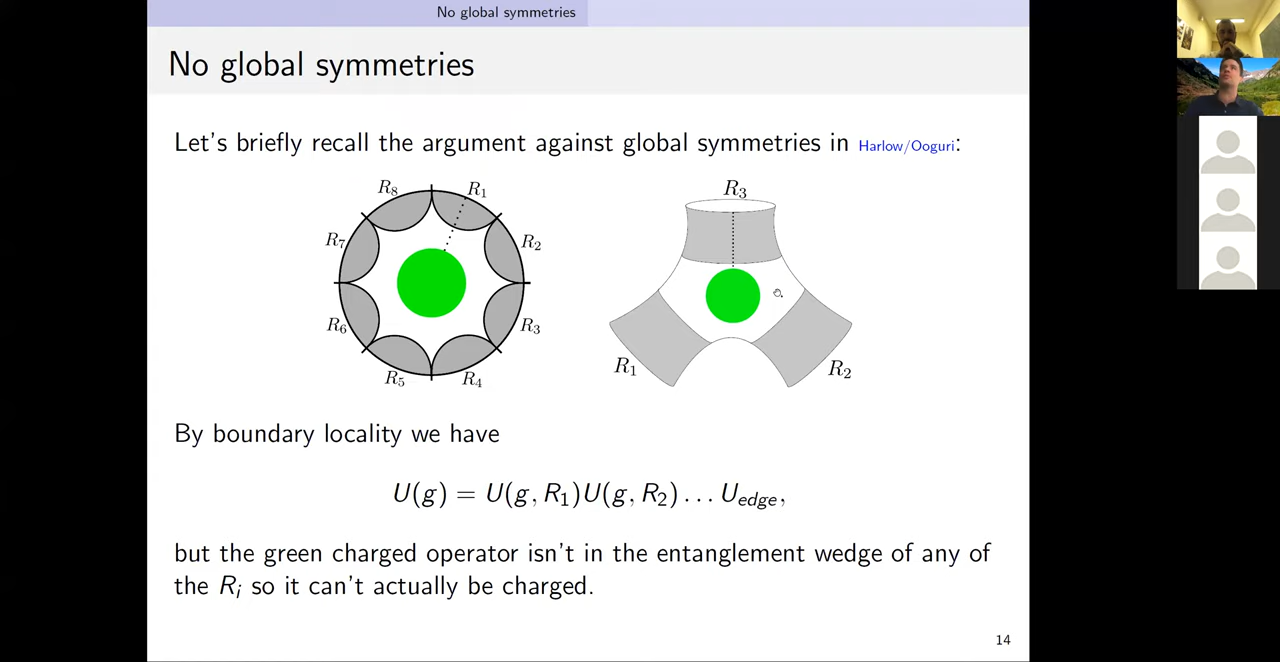 No global symmetries
No global symmetries
Let's briefly recall the argument against global symmetries in Harlow/Ooguri:
R₈ R₁
R₇ R₂
R₆ R₃
R₅ R₄
R₃
R₁ R₂
By boundary locality we have
U(g) = U(g, R₁)U(g, R₂) . . . U_edge,
but the green charged operator isn't in the entanglement wedge of any of
the Rᵢ so it can't actually be charged.
14